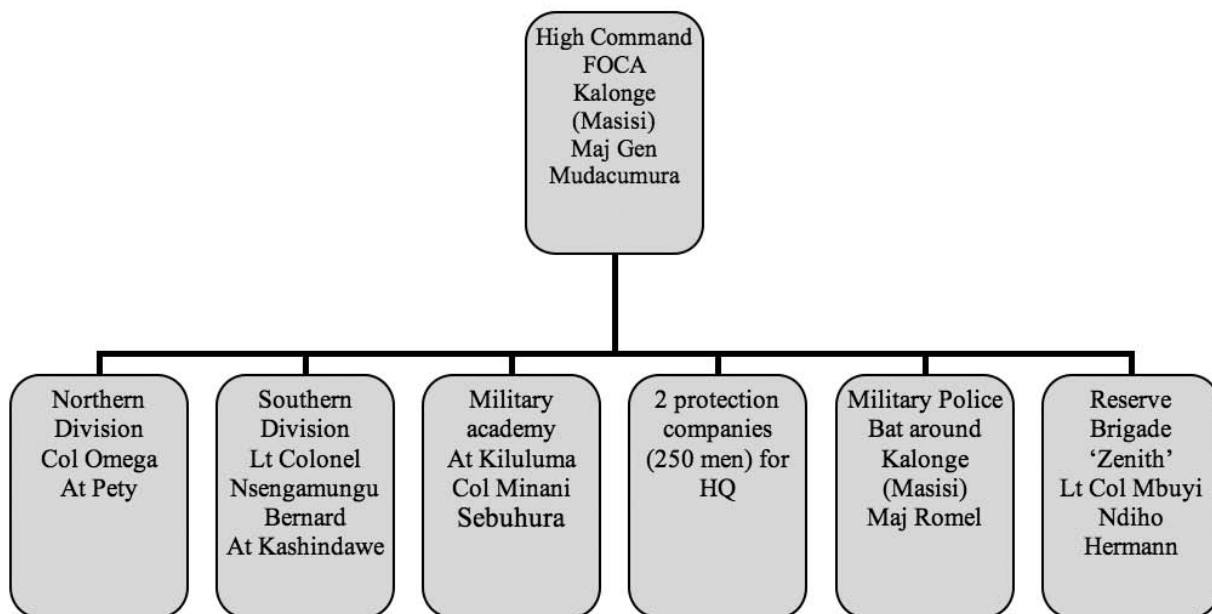 High Command
FOCA
Kalonge
(Masisi)
Maj Gen
Mudacumura
Northern
Division
Col Omega
At Pety
Southern
Division
Lt Colonel
Nsengamungu
Bernard
At Kashindawe
Military
academy
At Kiluluma
Col Minani
Sebuhura
2 protection
companies
(250 men) for
HQ
Military Police
Bat around
Kalonge
(Masisi)
Maj Romel
Reserve
Brigade
‘Zenith’
Lt Col Mbuyi
Ndiho
Hermann